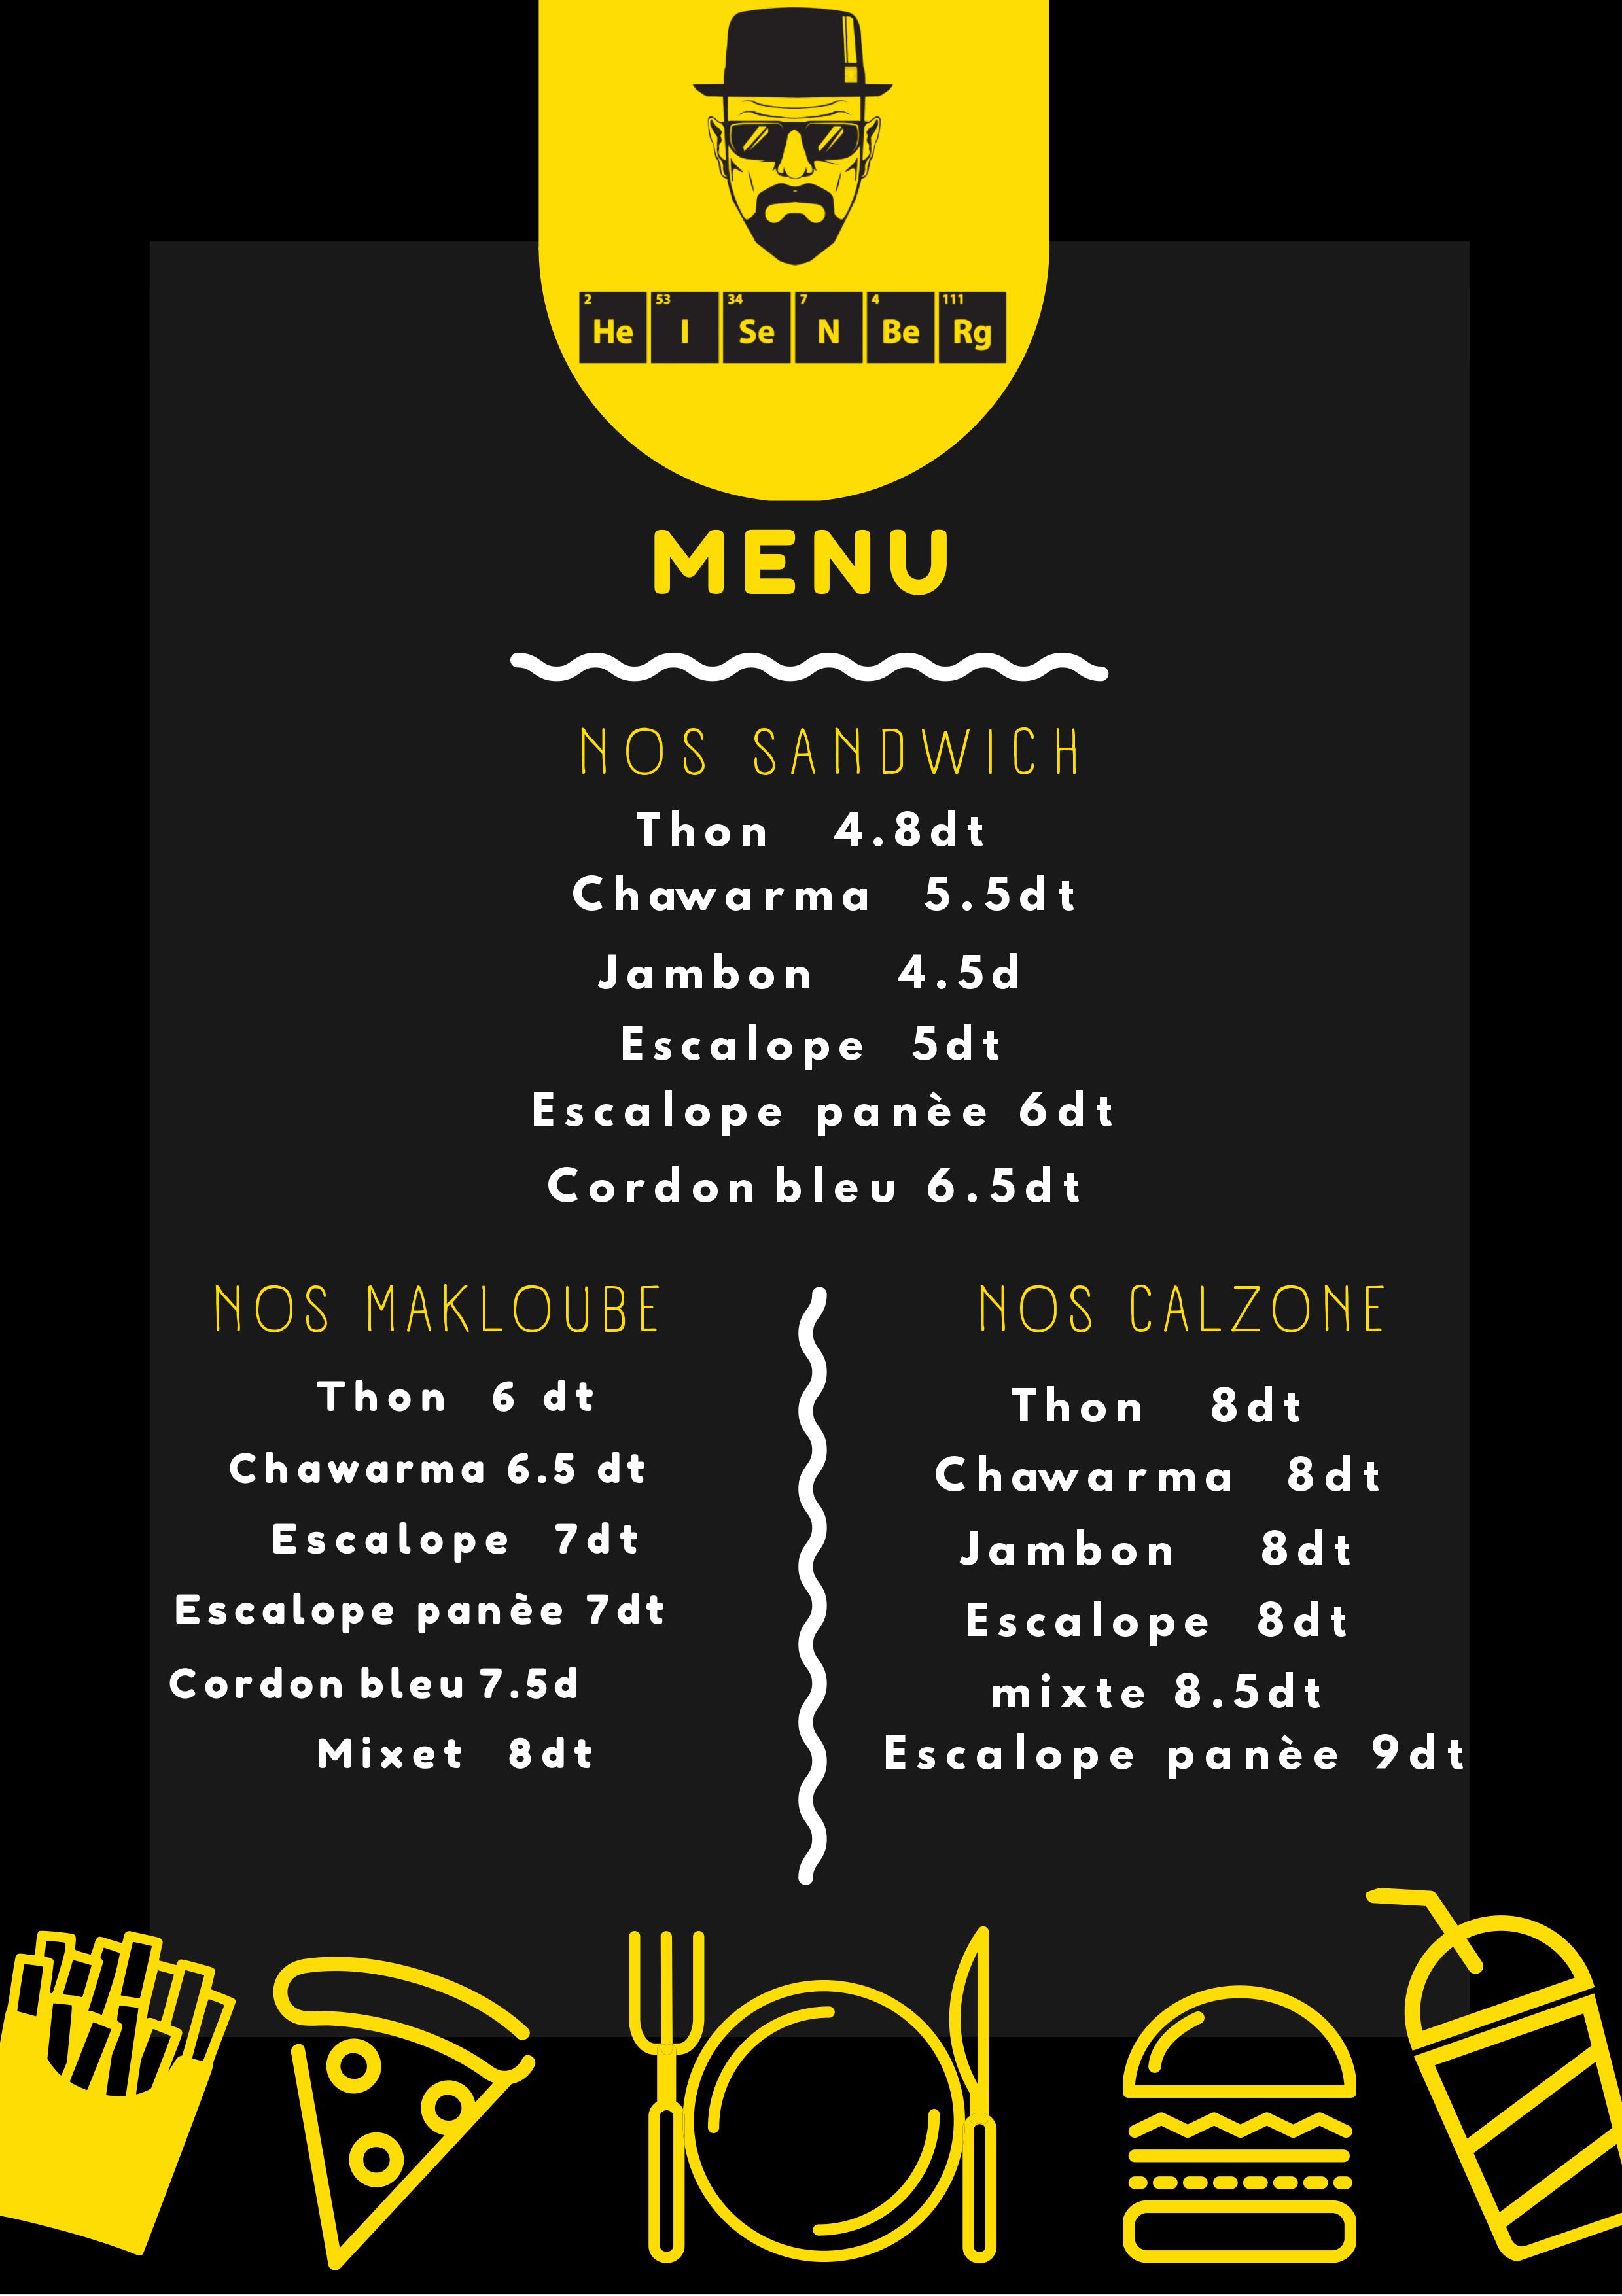 2 53 34 7 4 111
He I Se N Be Rg
MENU
NOS SANDWICH
Thon 4.8dt
Chawarma 5.5dt
Jambon 4.5d
Escalope 5dt
Escalope panèe 6dt
Cordon bleu 6.5dt
NOS MAKLOUBE
Thon 6 dt
Chawarma 6.5 dt
Escalope 7dt
Escalope panèe 7dt
Cordon bleu 7.5d
Mixet 8dt
NOS CALZONE
Thon 8dt
Chawarma 8dt
Jambon 8dt
Escalope 8dt
mixte 8.5dt
Escalope panèe 9dt